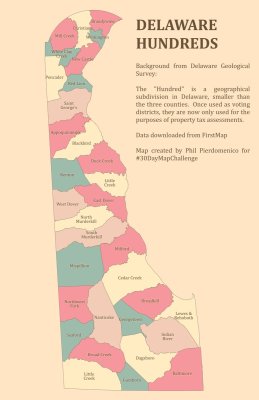 DELAWARE
HUNDREDS
Background from Delaware Geological
Survey:
The "Hundred" is a geographical
subdivision in Delaware, smaller than
the three counties. Once used as voting
districts, they are now only used for the
purposes of property tax assessments.
Data downloaded from FirstMap
Map created by Phil Pierdomenico for
#30DayMapChallenge
Brandywine
Christiana
Mill Creek
Wilmington
White Clay
Creek
New Castle
Pencader
Red Lion
Saint
George's
Appoquinimink
Blackbird
Duck Creek
Kenton
Little
Creek
East Dover
West Dover
North
Murderkill
South
Murderkill
Milford
Mispillion
Cedar Creek
Northwest
Fork
Broadkill
Nanticoke
Lewes &
Rehoboth
Georgetown
Seaford
Indian
River
Broad Creek
Dagsboro
Little
Creek
Gumboro
Baltimore